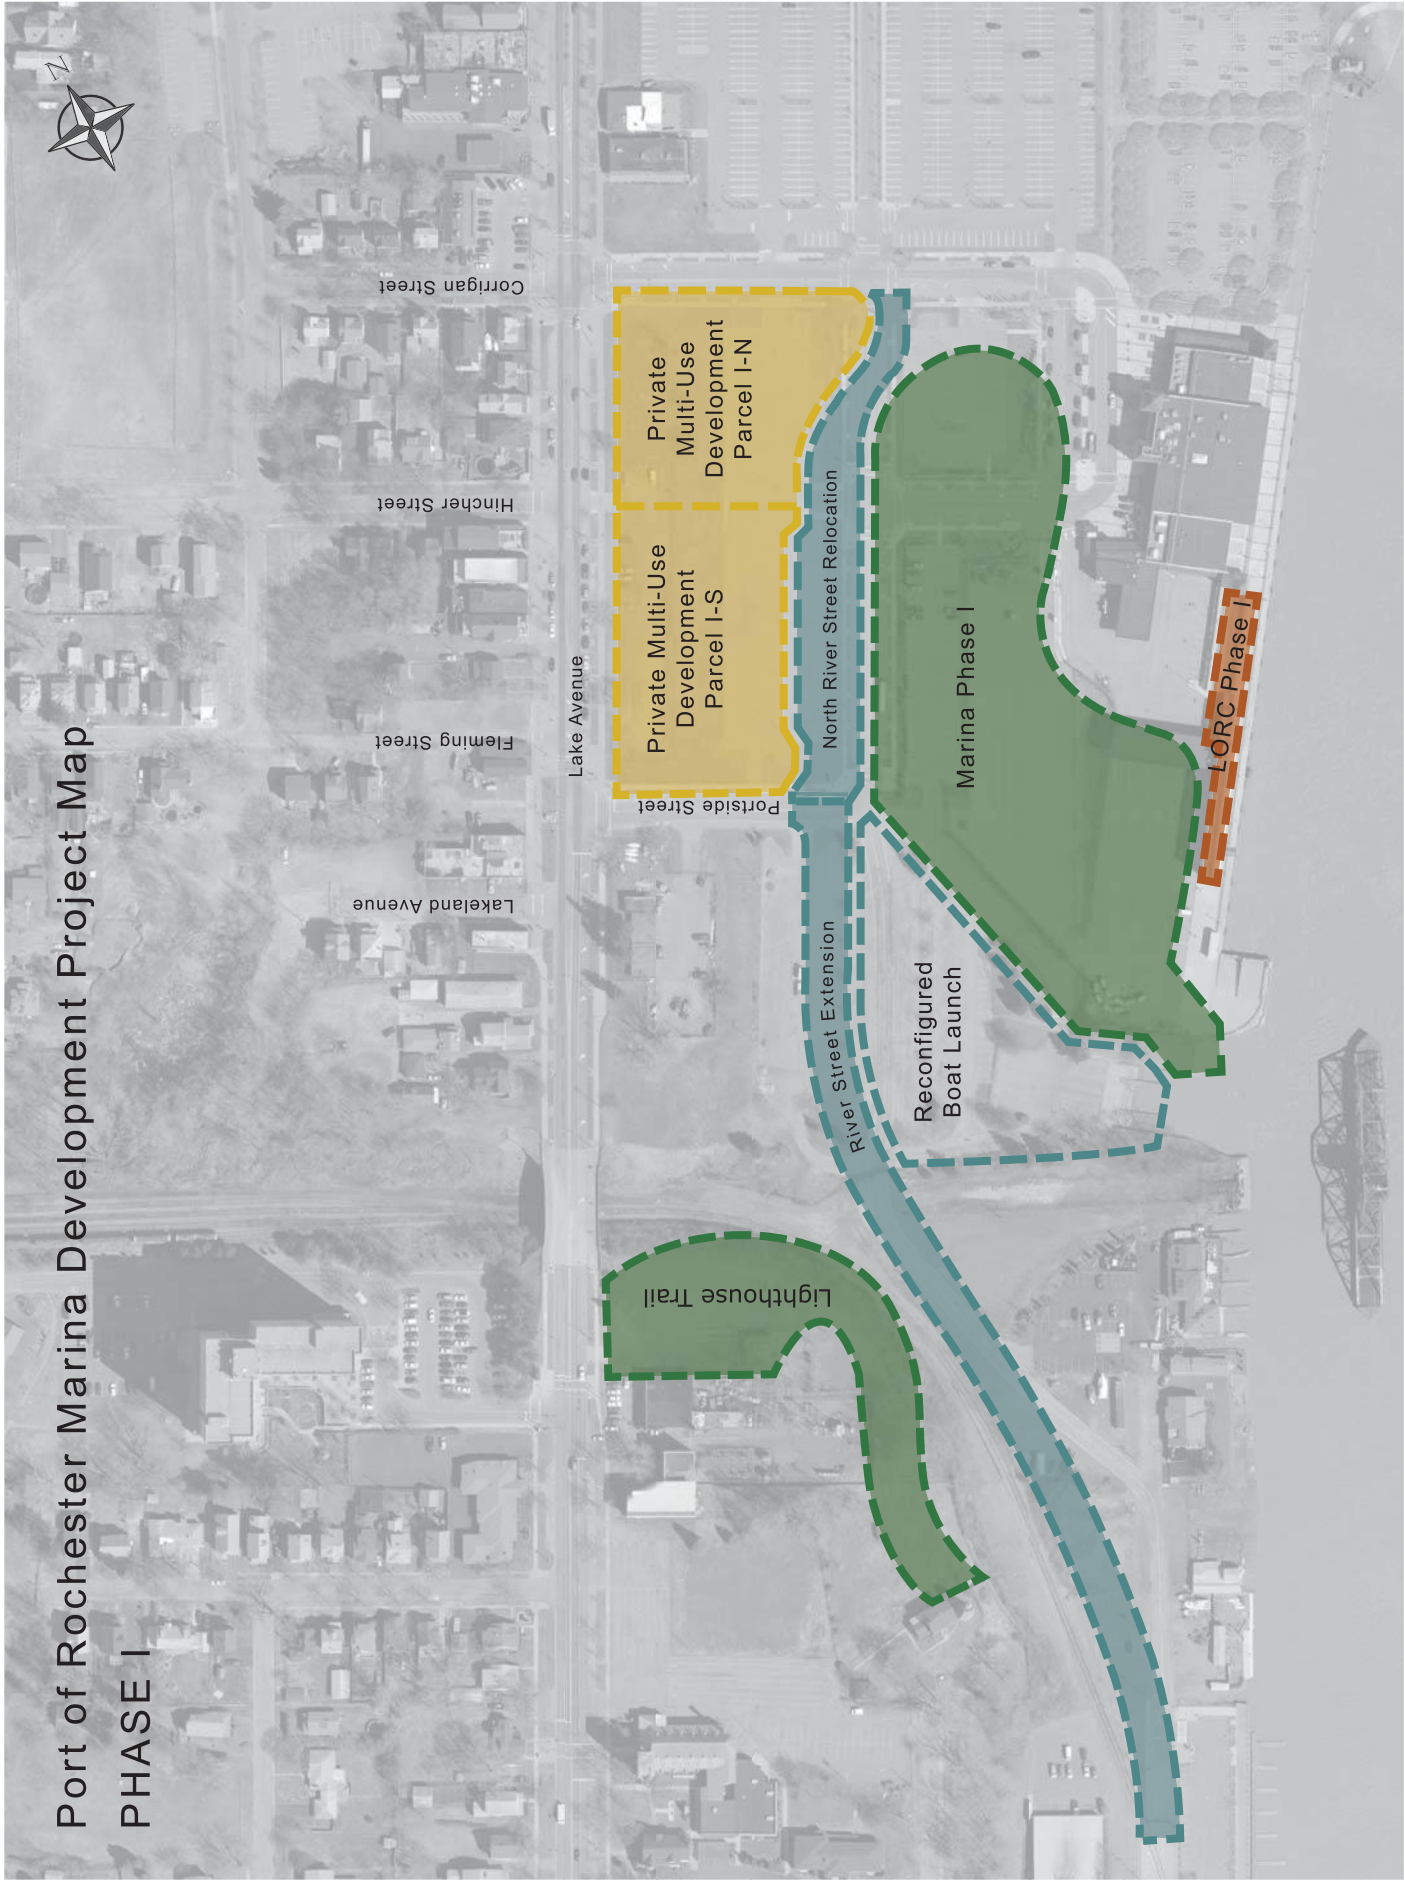 Port of Rochester Marina Development Project Map
PHASE I
N
Corrigan Street
Hincher Street
Fleming Street
Lakeland Avenue
Lake Avenue
Portside Street
Private
Multi-Use
Development
Parcel I-N
Private Multi-Use
Development
Parcel I-S
North River Street Relocation
River Street Extension
Marina Phase I
LORC Phase I
Reconfigured
Boat Launch
Lighthouse Trail